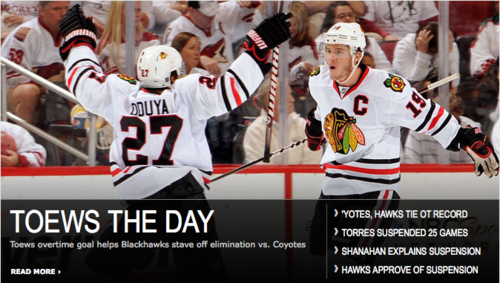 27
ODUYA
27
C
19
TOEWS THE DAY
Toews overtime goal helps Blackhawks stave off elimination vs. Coyotes
READ MORE ›
› 'YOTES, HAWKS TIE OT RECORD
› TORRES SUSPENDED 25 GAMES
› SHANAHAN EXPLAINS SUSPENSION
› HAWKS APPROVE OF SUSPENSION